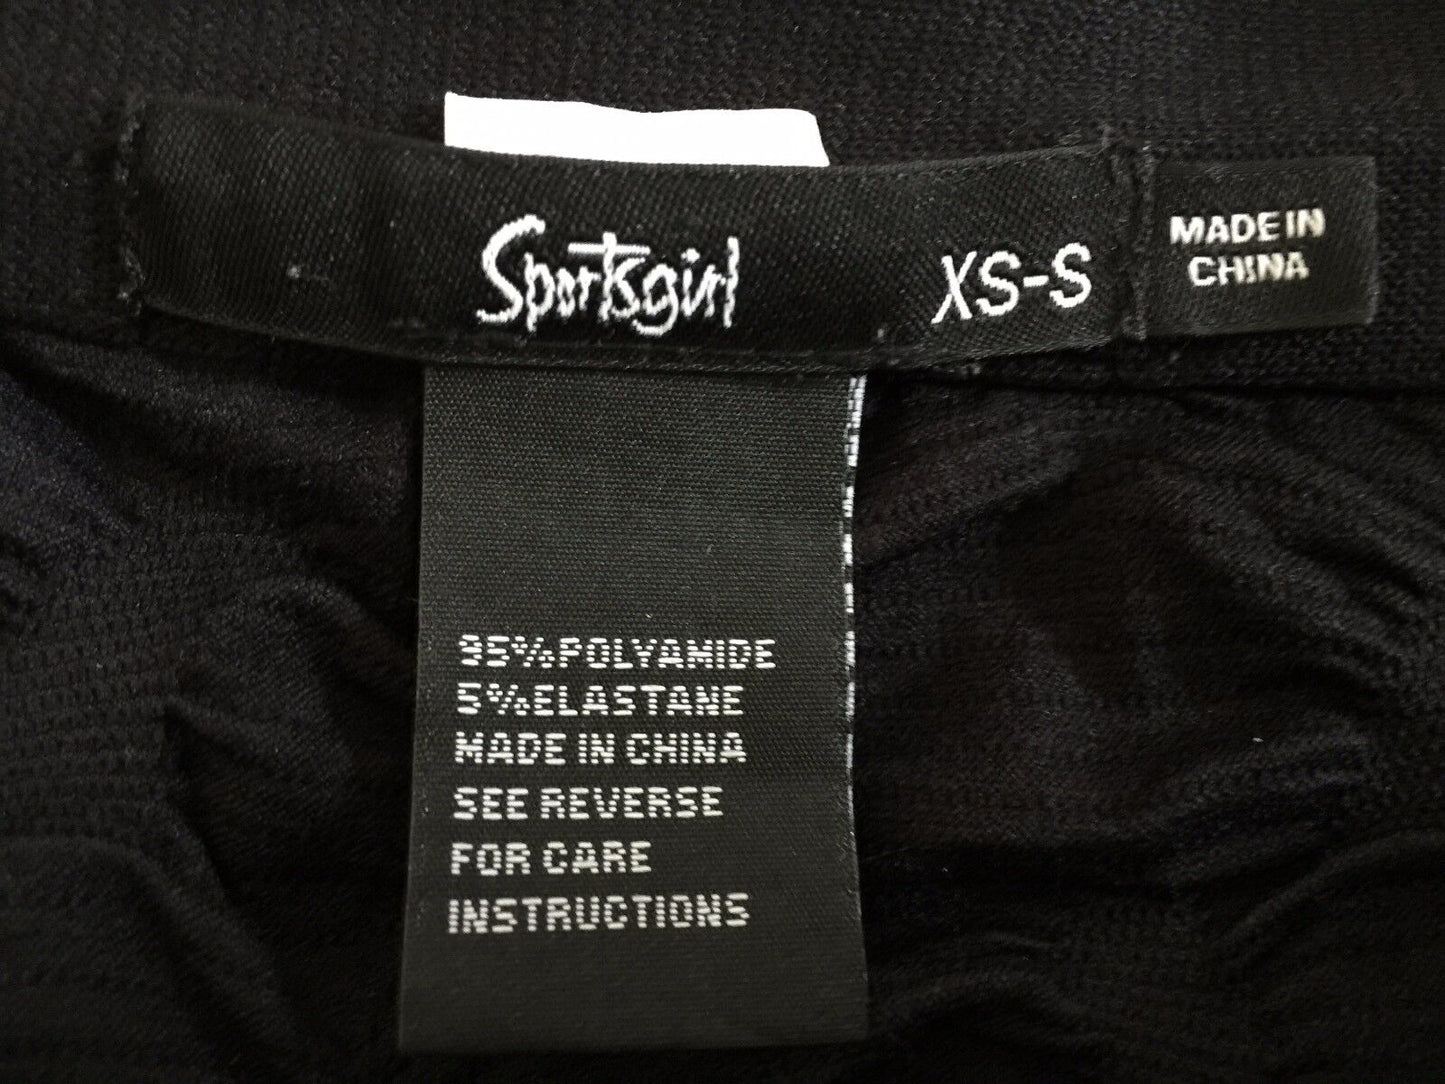 Sportsgirl XS-S
MADE IN
CHINA
95% POLYAMIDE
5% ELASTANE
MADE IN CHINA
SEE REVERSE
FOR CARE
INSTRUCTIONS